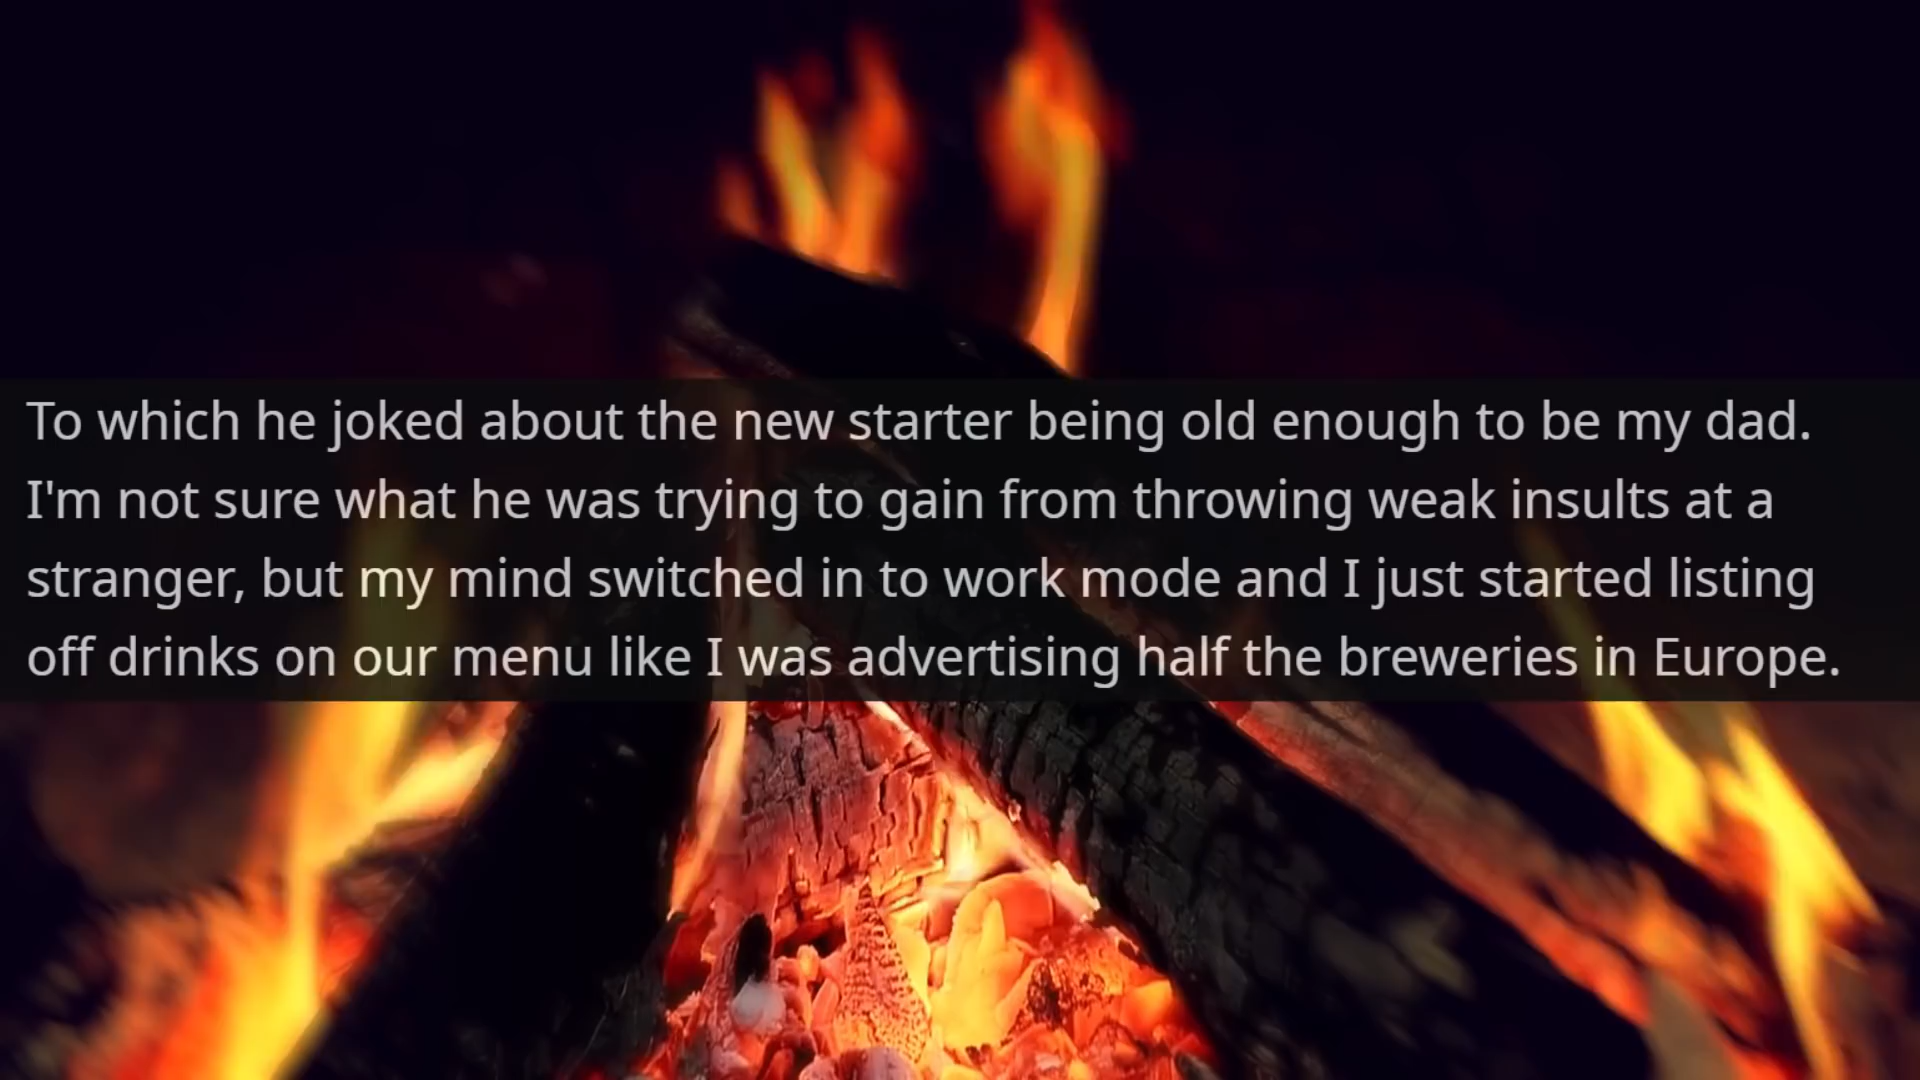 To which he joked about the new starter being old enough to be my dad.
I'm not sure what he was trying to gain from throwing weak insults at a
stranger, but my mind switched in to work mode and I just started listing
off drinks on our menu like I was advertising half the breweries in Europe.